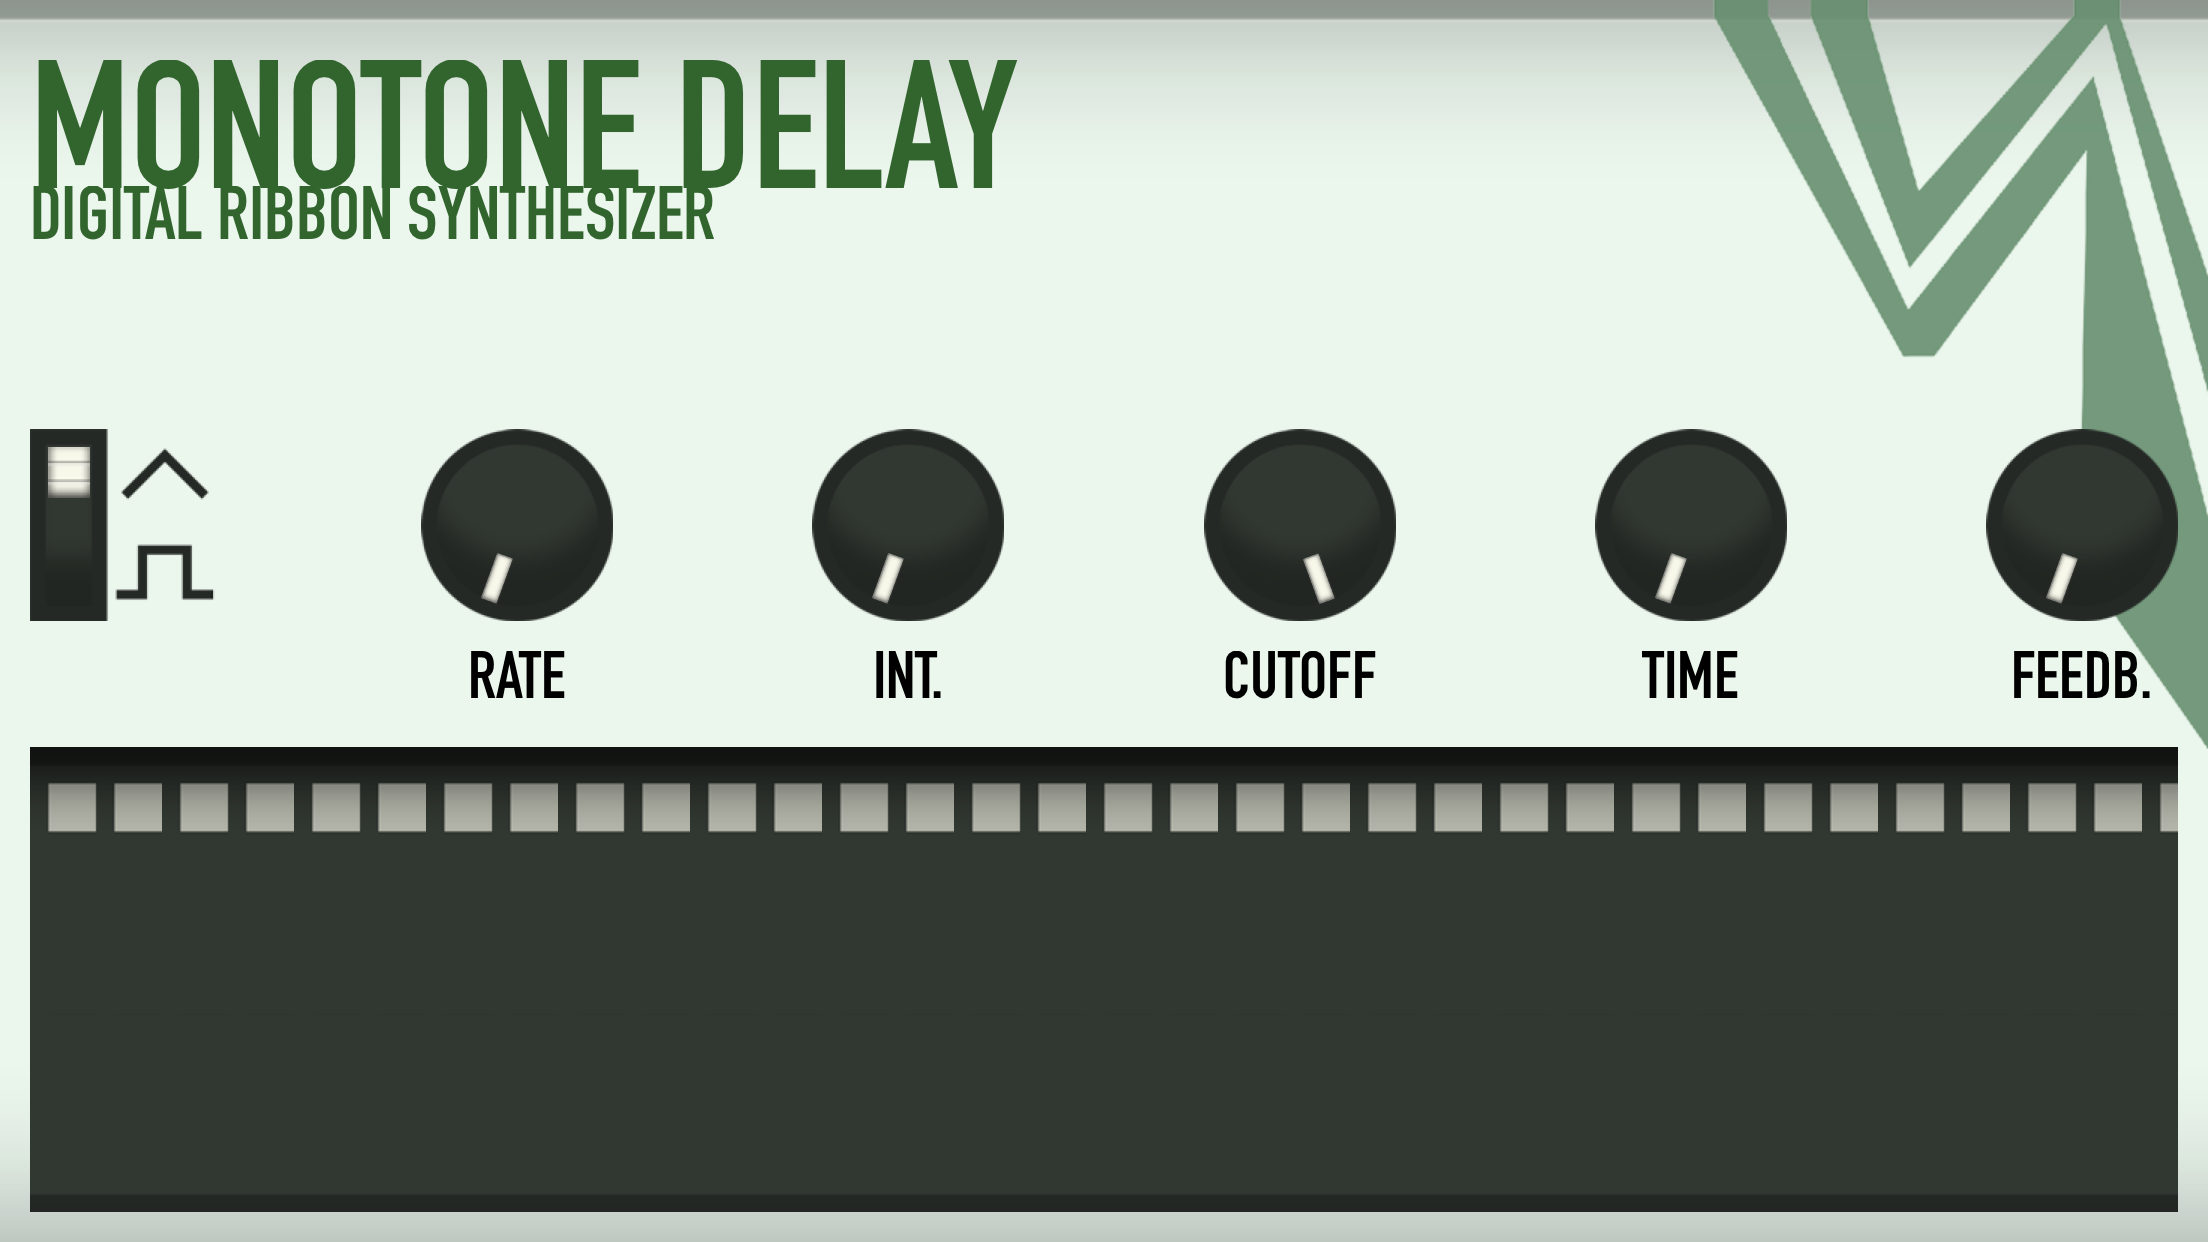 MONOTONE DELAY
DIGITAL RIBBON SYNTHESIZER
RATE INT. CUTOFF TIME FEEDB.